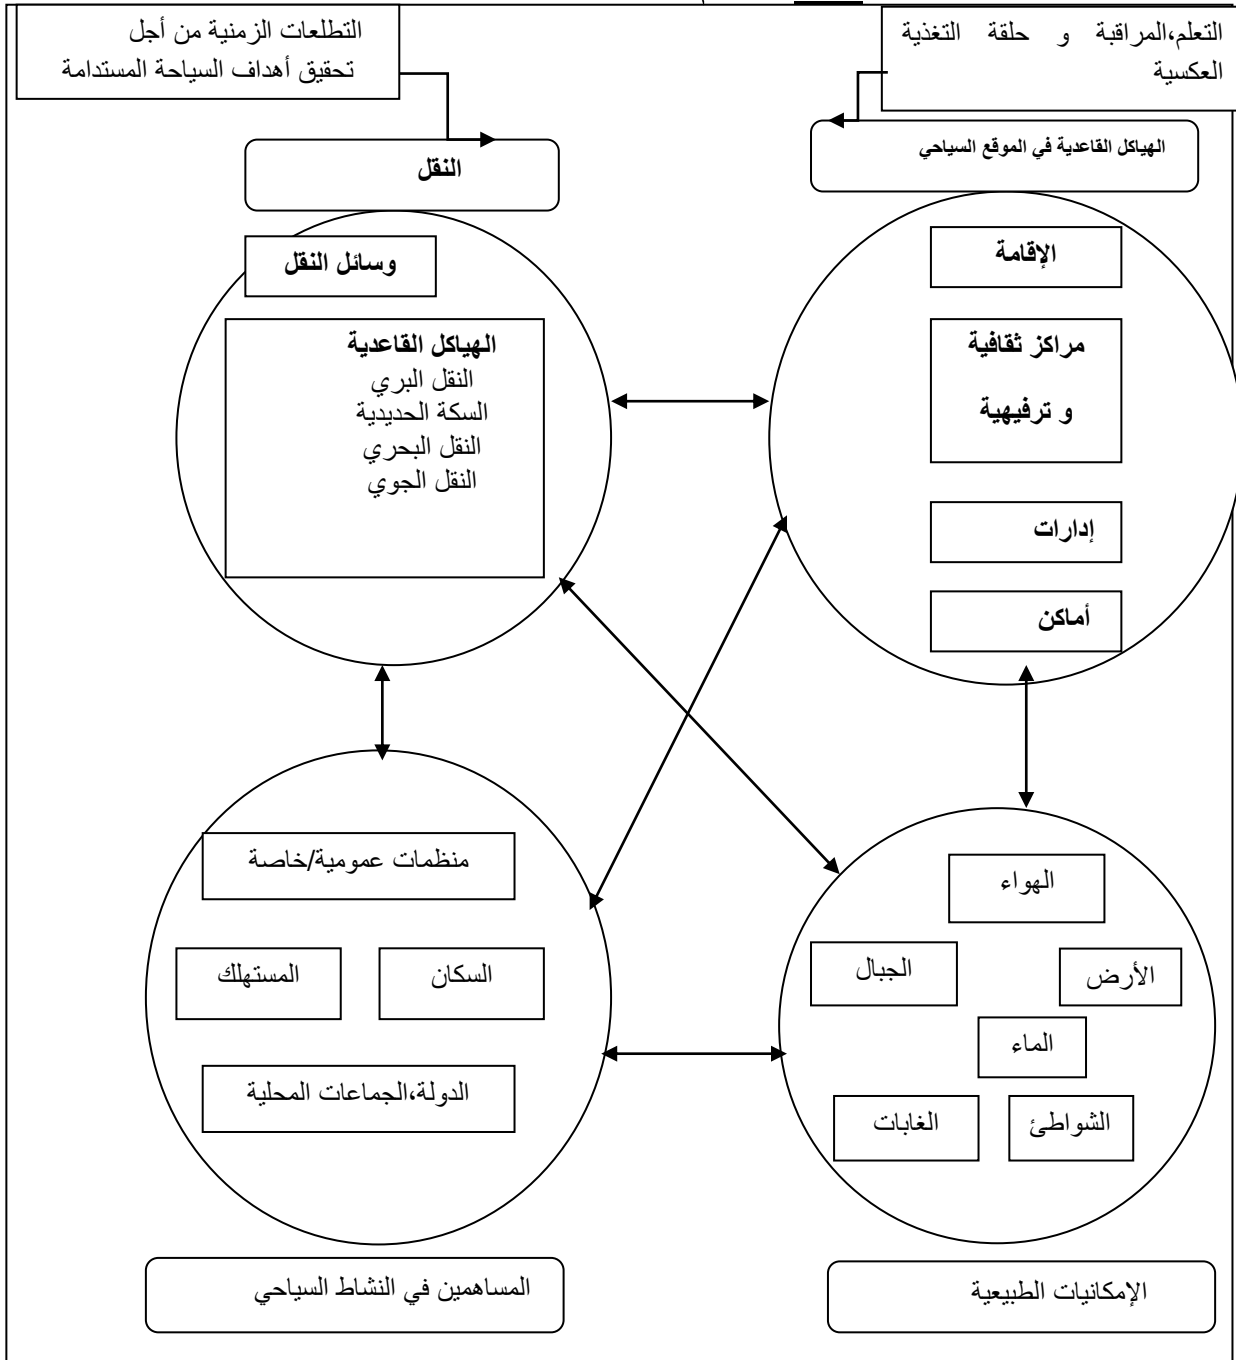 التعلم،المراقبة و حلقة التغذية
العكسية
التطلعات الزمنية من أجل
تحقيق أهداف السياحة المستدامة
الهياكل القاعدية في الموقع السياحي
النقل
الإقامة
مراكز ثقافية
و ترفيهية
إدارات
أماكن
وسائل النقل
الهياكل القاعدية
النقل البري
السكة الحديدية
النقل البحري
النقل الجوي
الهواء
الأرض
الجبال
الماء
الشواطئ
الغابات
الإمكانيات الطبيعية
منظمات عمومية/خاصة
السكان
المستهلك
الدولة،الجماعات المحلية
المساهمين في النشاط السياحي